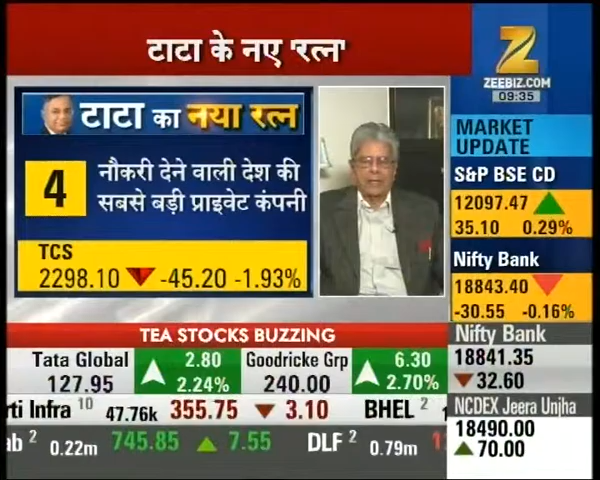 टाटा के नए 'रत्न'
Z
ZEEBIZ.COM
09:35
टाटा का नया रत्न
4
नौकरी देने वाली देश की
सबसे बड़ी प्राइवेट कंपनी
TCS
2298.10 -45.20 -1.93%
MARKET
UPDATE
S&P BSE CD
12097.47
35.10 0.29%
Nifty Bank
18843.40
-30.55 -0.16%
TEA STOCKS BUZZING
Tata Global 2.80 Goodricke Grp 6.30
127.95 2.24% 240.00 2.70%
Nifty Bank
18841.35
32.60
NCDEX Jeera Unjha
18490.00
70.00
rti Infra 10 47.76k 355.75 3.10 BHEL 2
ab 2 0.22m 745.85 7.55 DLF 2 0.79m